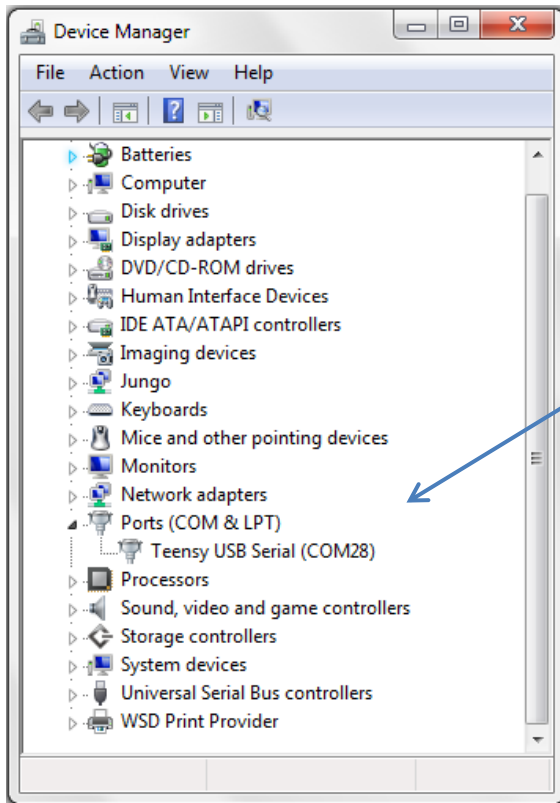 Device Manager
File Action View Help
Batteries
Computer
Disk drives
Display adapters
DVD/CD-ROM drives
Human Interface Devices
IDE ATA/ATAPI controllers
Imaging devices
Jungo
Keyboards
Mice and other pointing devices
Monitors
Network adapters
Ports (COM & LPT)
Teensy USB Serial (COM28)
Processors
Sound, video and game controllers
Storage controllers
System devices
Universal Serial Bus controllers
WSD Print Provider